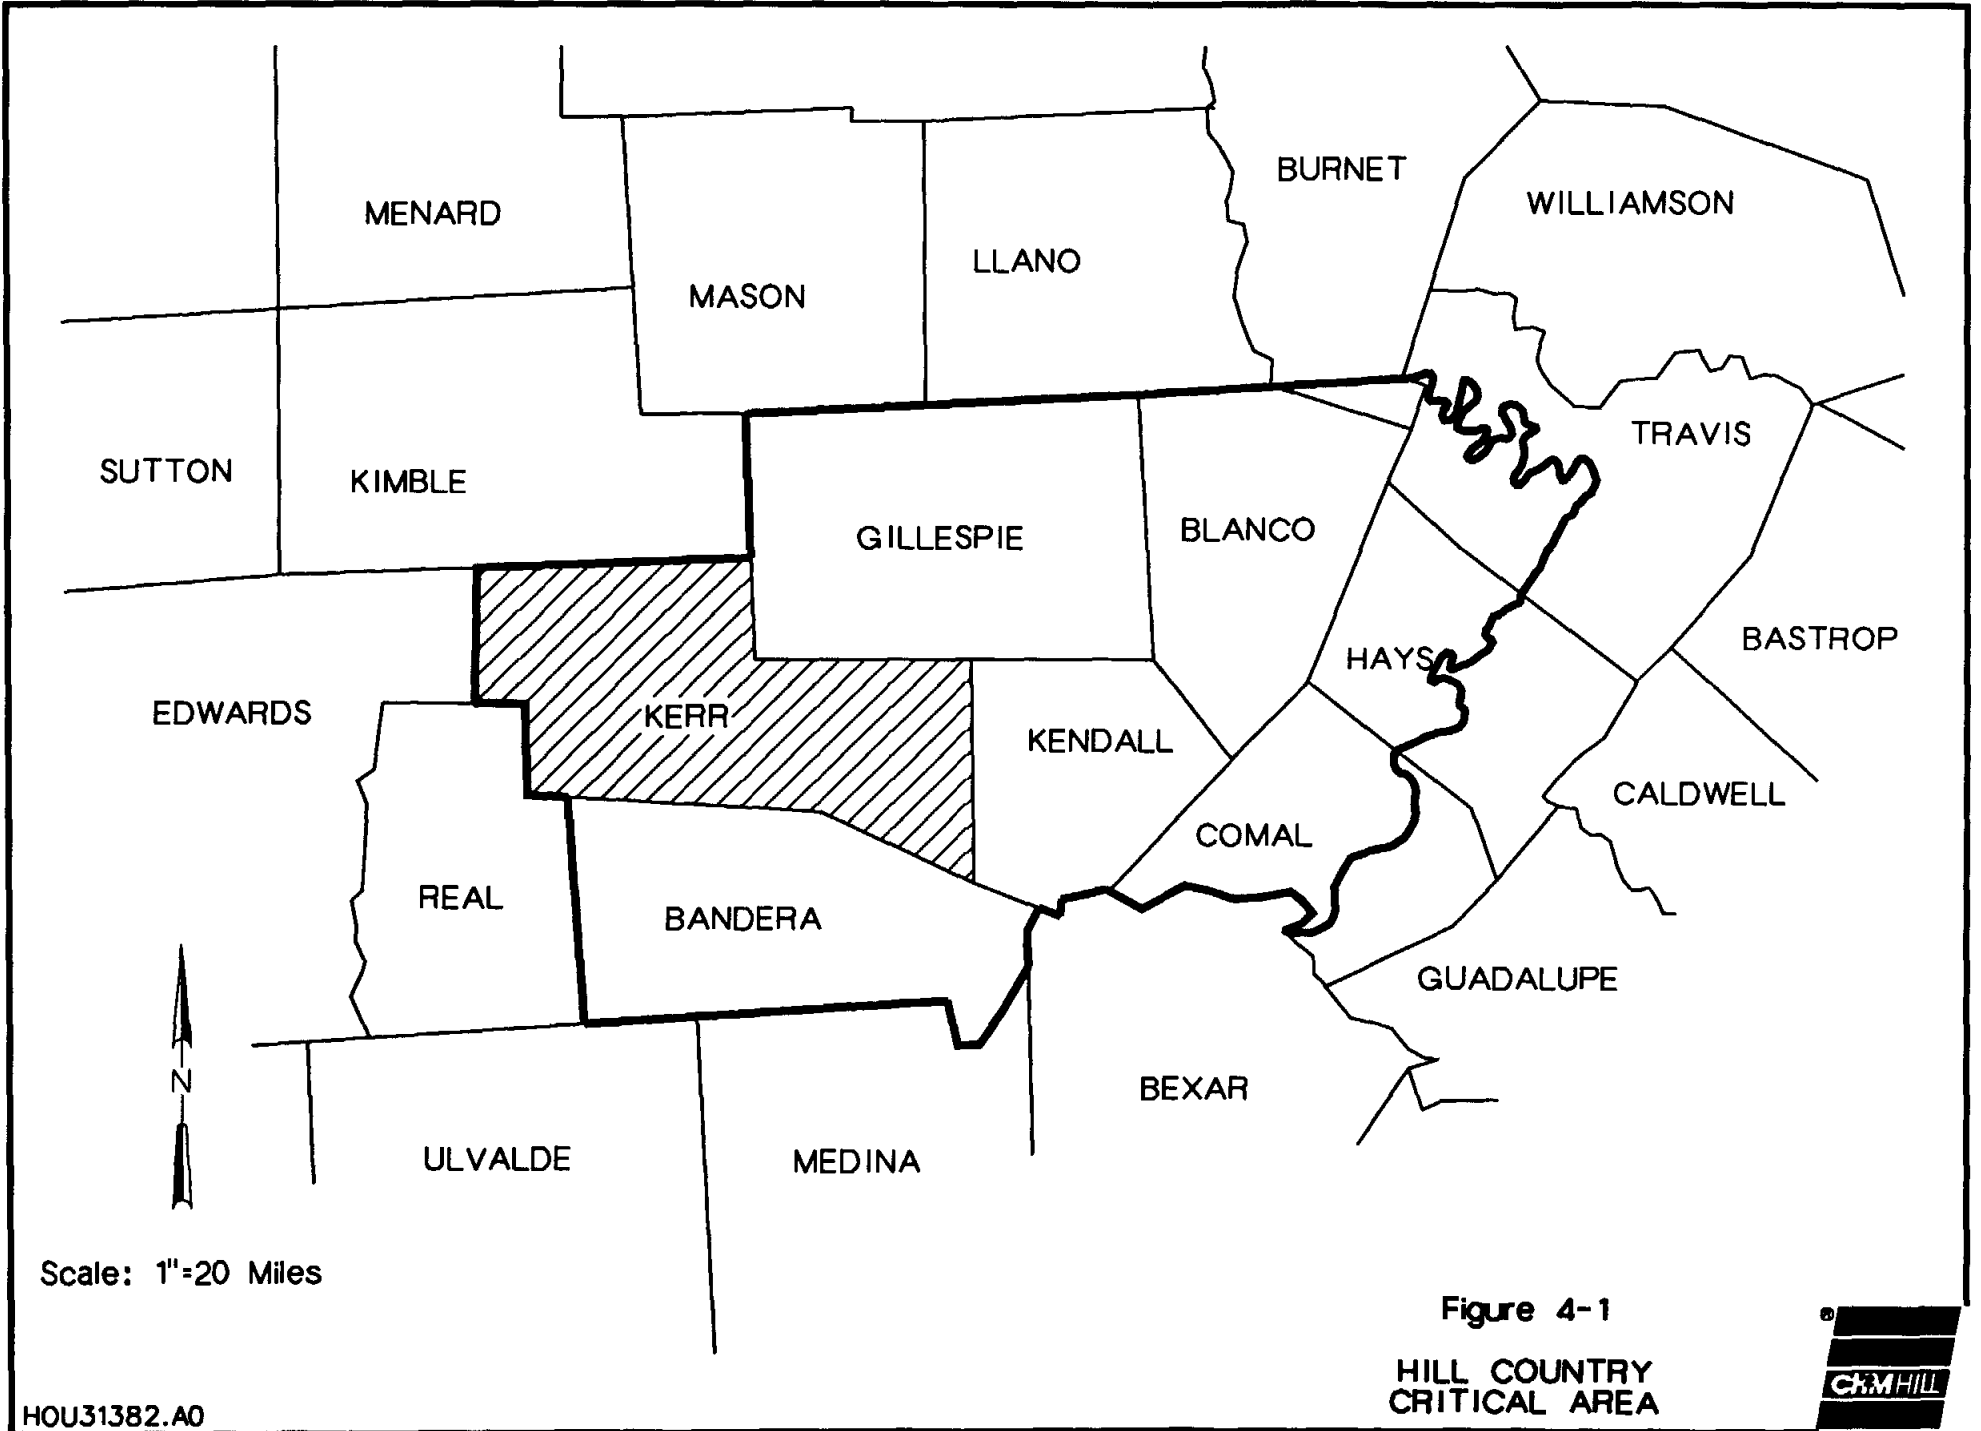 BURNET
WILLIAMSON
MENARD
LLANO
MASON
TRAVIS
SUTTON
KIMBLE
GILLESPIE
BLANCO
BASTROP
HAYS
EDWARDS
KERR
KENDALL
CALDWELL
COMAL
REAL
BANDERA
GUADALUPE
N
BEXAR
ULVALDE
MEDINA
Scale: 1"=20 Miles
Figure 4-1
HILL COUNTRY
CRITICAL AREA
®
CH2M HILL
HOU31382.A0